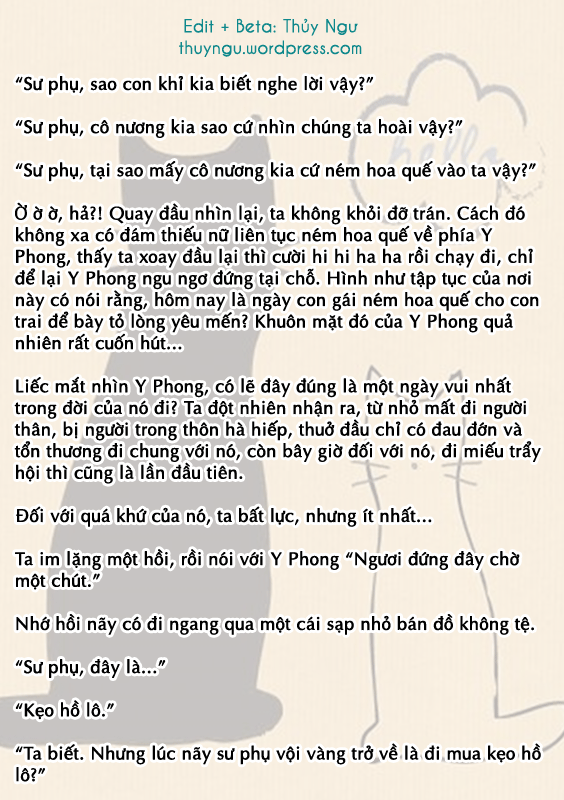 Edit + Beta: Thủy Ngư
thuyngu.wordpress.com
hello
“Sư phụ, sao con khỉ kia biết nghe lời vậy?”
“Sư phụ, cô nương kia sao cứ nhìn chúng ta hoài vậy?”
“Sư phụ, tại sao mấy cô nương kia cứ ném hoa quế vào ta vậy?”
Ờ ờ ờ, hả?! Quay đầu nhìn lại, ta không khỏi đỡ trán. Cách đó
không xa có đám thiếu nữ liên tục ném hoa quế về phía Y
Phong, thấy ta xoay đầu lại thì cười hi hi ha ha rồi chạy đi, chỉ
để lại Y Phong ngu ngơ đứng tại chỗ. Hình như tập tục của nơi
này có nói rằng, hôm nay là ngày con gái ném hoa quế cho con
trai để bày tỏ lòng yêu mến? Khuôn mặt đó của Y Phong quả
nhiên rất cuốn hút...
Liếc mắt nhìn Y Phong, có lẽ đây đúng là một ngày vui nhất
trong đời của nó đi? Ta đột nhiên nhận ra, từ nhỏ mất đi người
thân, bị người trong thôn hà hiếp, thuở đầu chỉ có đau đớn và
tổn thương đi chung với nó, còn bây giờ đối với nó, đi miếu trẩy
hội thì cũng là lần đầu tiên.
Đối với quá khứ của nó, ta bất lực, nhưng ít nhất...
Ta im lặng một hồi, rồi nói với Y Phong “Ngươi đứng đây chờ
một chút.”
Nhớ hồi nãy có đi ngang qua một cái sạp nhỏ bán đồ không tệ.
“Sư phụ, đây là...”
“Kẹo hồ lô.”
“Ta biết. Nhưng lúc nãy sư phụ vội vàng trở về là đi mua kẹo hồ
lô?”